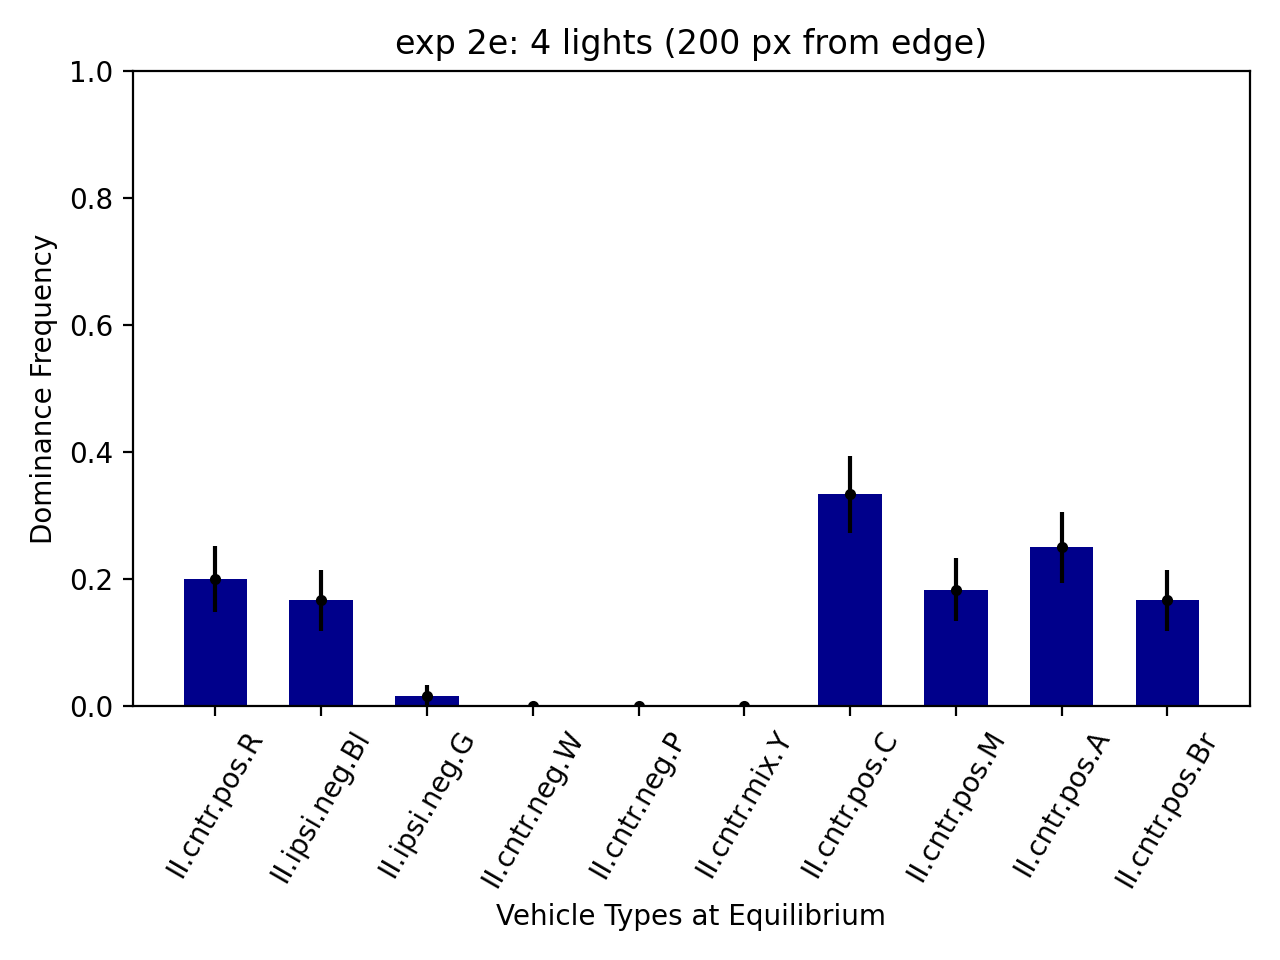 exp 2e: 4 lights (200 px from edge)
1.0
0.8
0.6
0.4
0.2
0.0
Dominance Frequency
II.cntr.pos.R
II.ipsi.neg.Bl
II.ipsi.neg.G
II.cntr.neg.W
II.cntr.neg.P
II.cntr.mix.Y
II.cntr.pos.C
II.cntr.pos.M
II.cntr.pos.A
II.cntr.pos.Br
Vehicle Types at Equilibrium